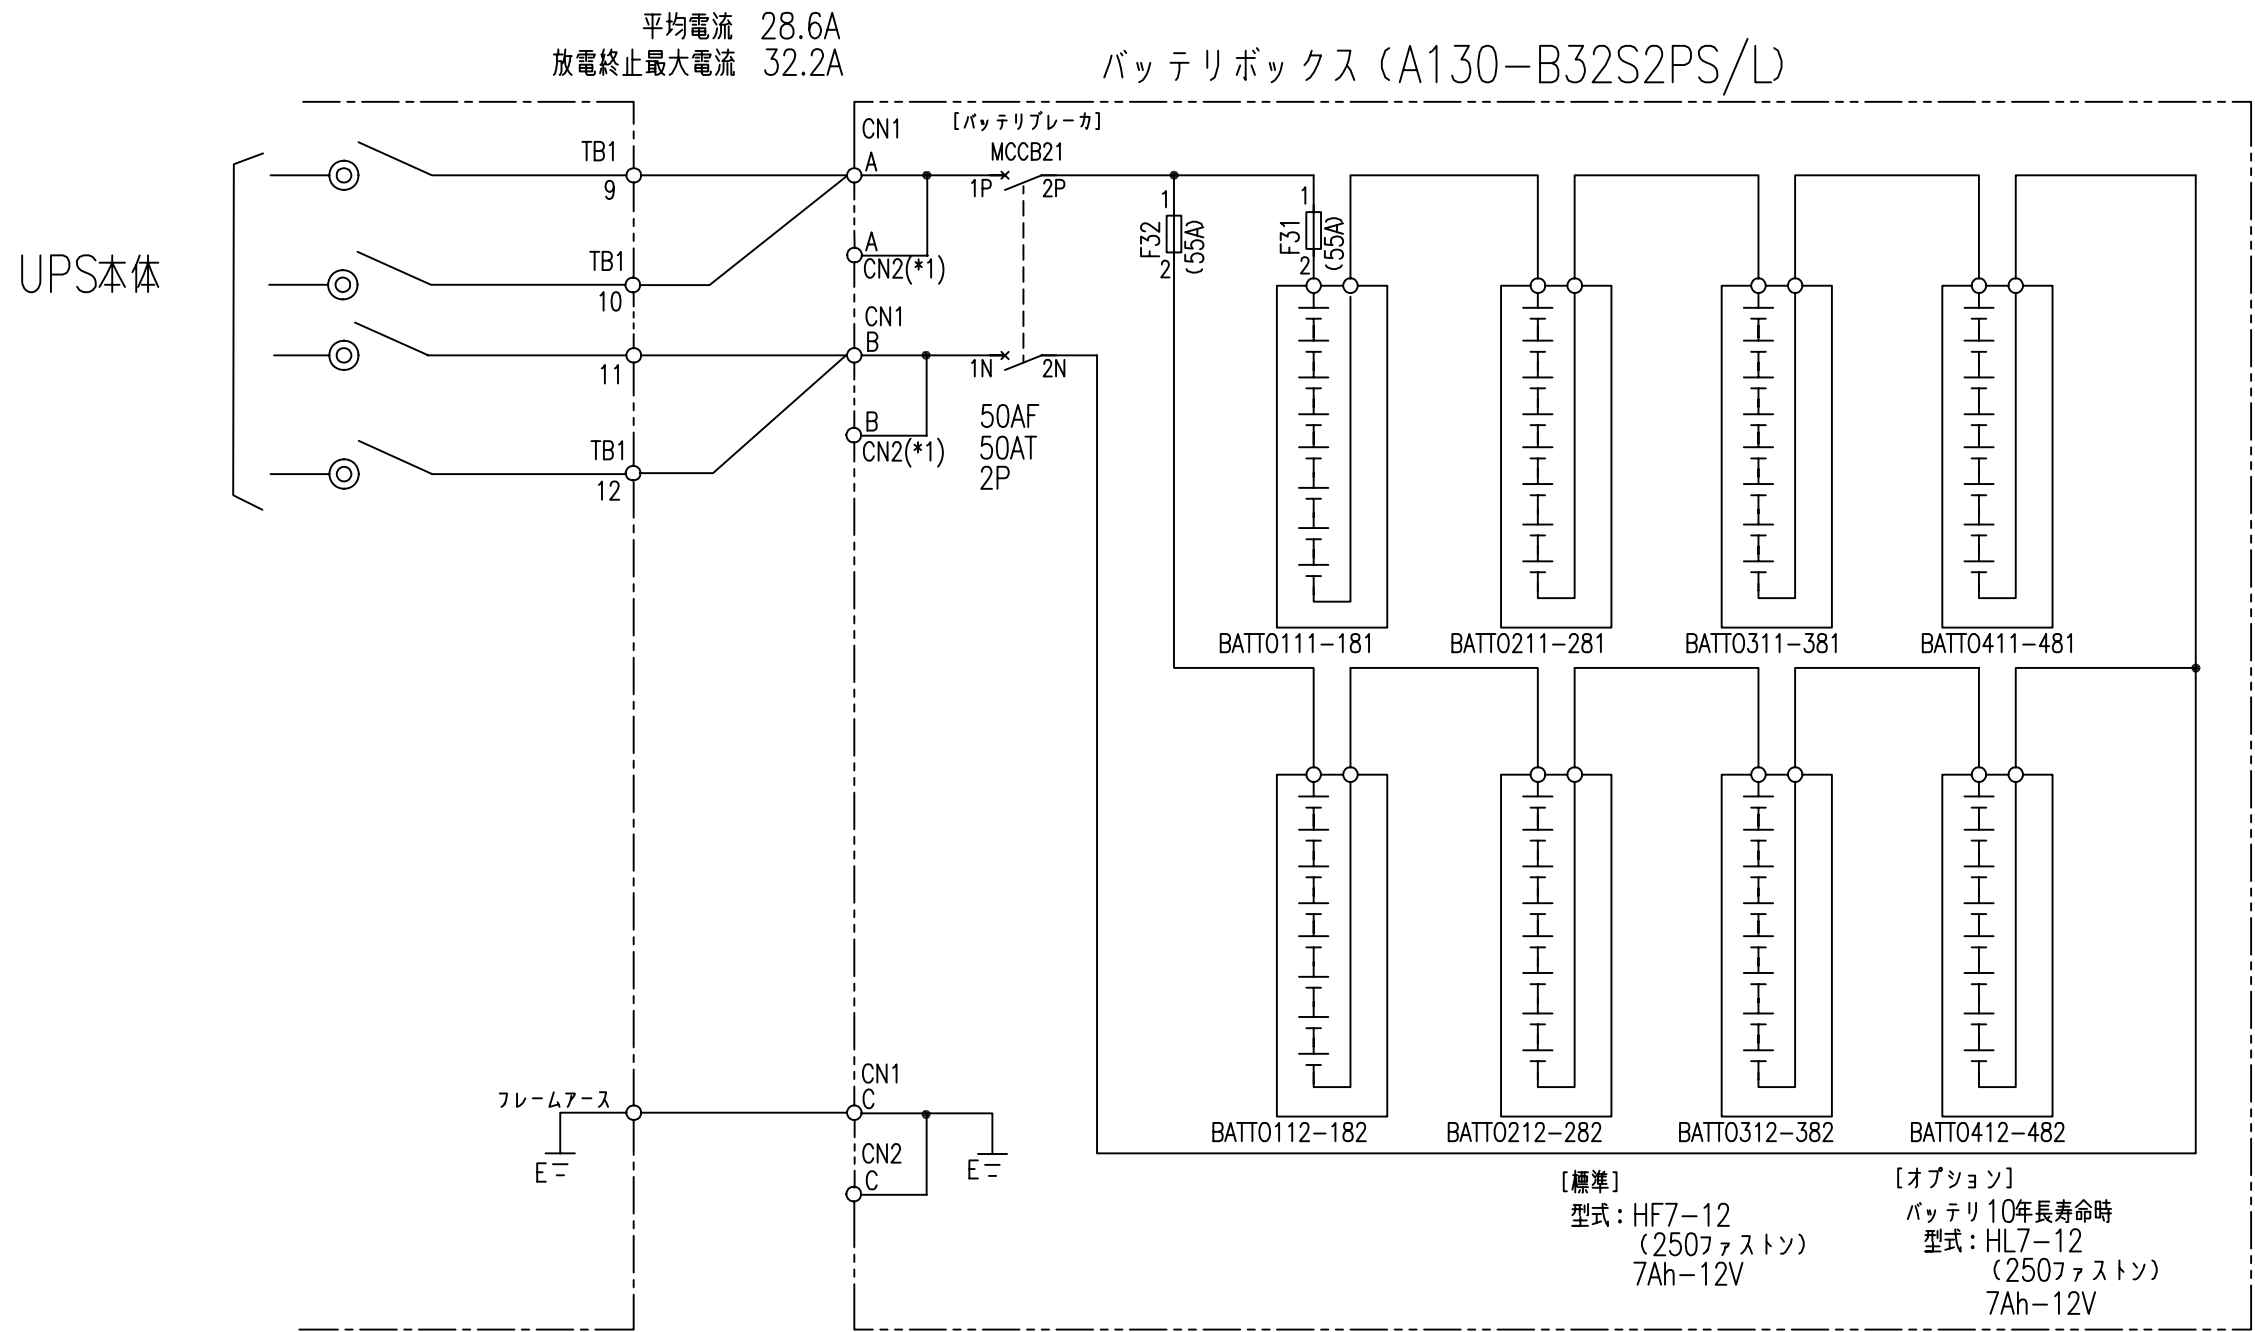 平均電流 28.6A
放電終止最大電流 32.2A
バッテリボックス (A130-B32S2PS/L)
UPS本体
TB1
9
TB1
10
11
TB1
12
CN1
A
A
CN2(*1)
CN1
B
B
CN2(*1)
[バッテリブレーカ]
MCCB21
1P
2P
1N
2N
50AF
50AT
2P
1
F32
(55A)
2
1
F31
(55A)
2
BATT0111-181
BATT0211-281
BATT0311-381
BATT0411-481
BATT0112-182
BATT0212-282
BATT0312-382
BATT0412-482
フレームアース
E
CN1
C
CN2
C
E
[標準]
型式：HF7-12
(250ファストン)
7Ah-12V
[オプション]
バッテリ10年長寿命時
型式：HL7-12
(250ファストン)
7Ah-12V